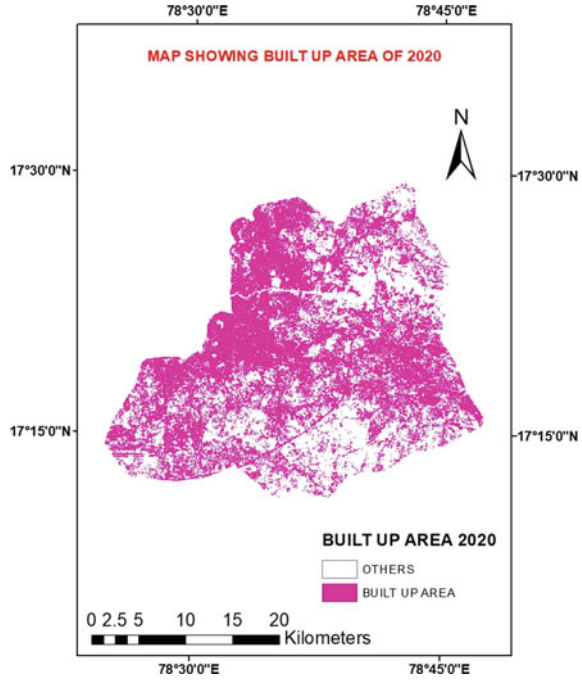 78°30'0"E 78°45'0"E
MAP SHOWING BUILT UP AREA OF 2020
N
17°30'0"N 17°30'0"N
17°15'0"N 17°15'0"N
BUILT UP AREA 2020
OTHERS
BUILT UP AREA
0 2.5 5 10 15 20
Kilometers
78°30'0"E 78°45'0"E